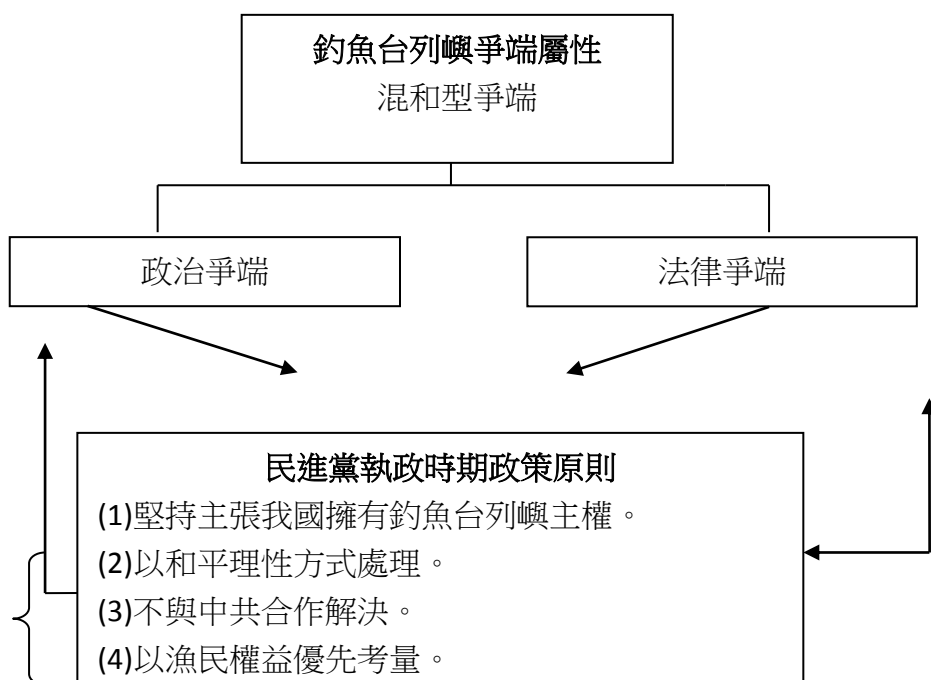 釣魚台列嶼爭端屬性
混和型爭端
政治爭端
法律爭端
民進黨執政時期政策原則
(1)堅持主張我國擁有釣魚台列嶼主權。
(2)以和平理性方式處理。
(3)不與中共合作解決。
(4)以漁民權益優先考量。